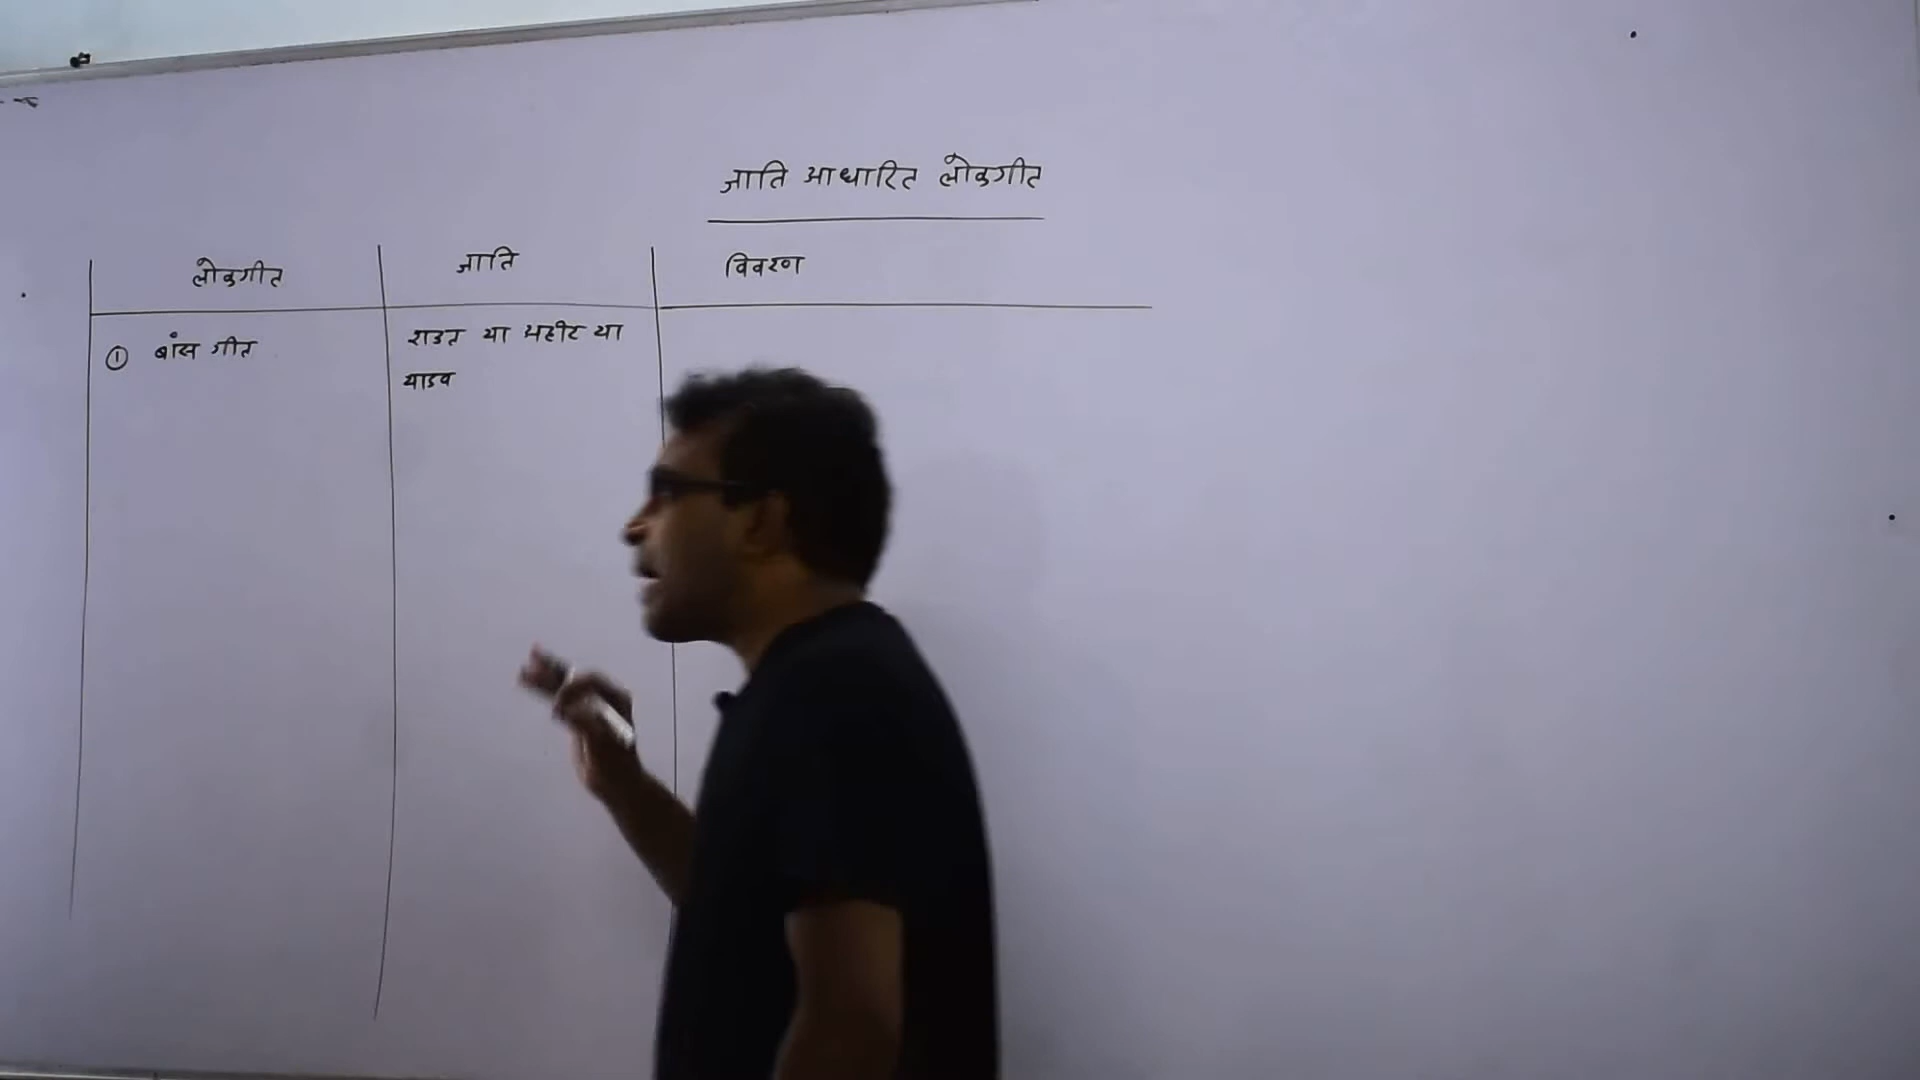 जाति आधारित लोकगीत
लोकगीत जाति विवरण
① बांस गीत राउत या अहीर या
यादव